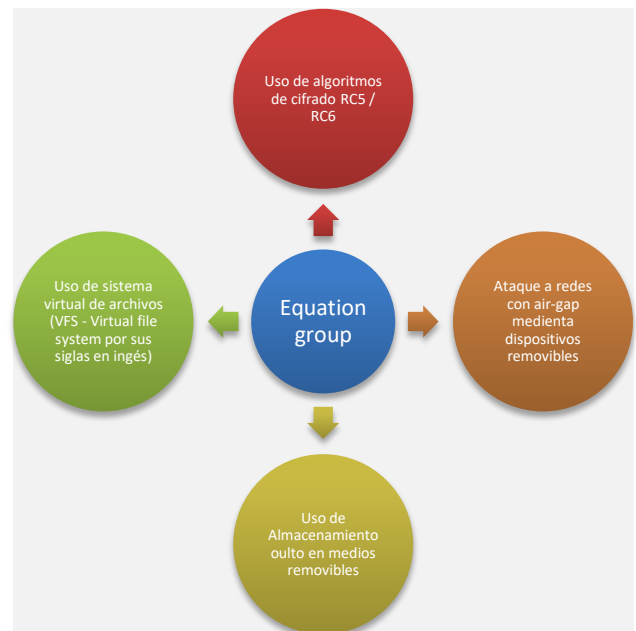 Uso de algoritmos
de cifrado RC5 /
RC6
Uso de sistema
virtual de archivos
(VFS - Virtual file
system por sus
siglas en ingés)
Equation
group
Ataque a redes
con air-gap
medienta
dispositivos
removibles
Uso de
Almacenamiento
oulto en medios
removibles